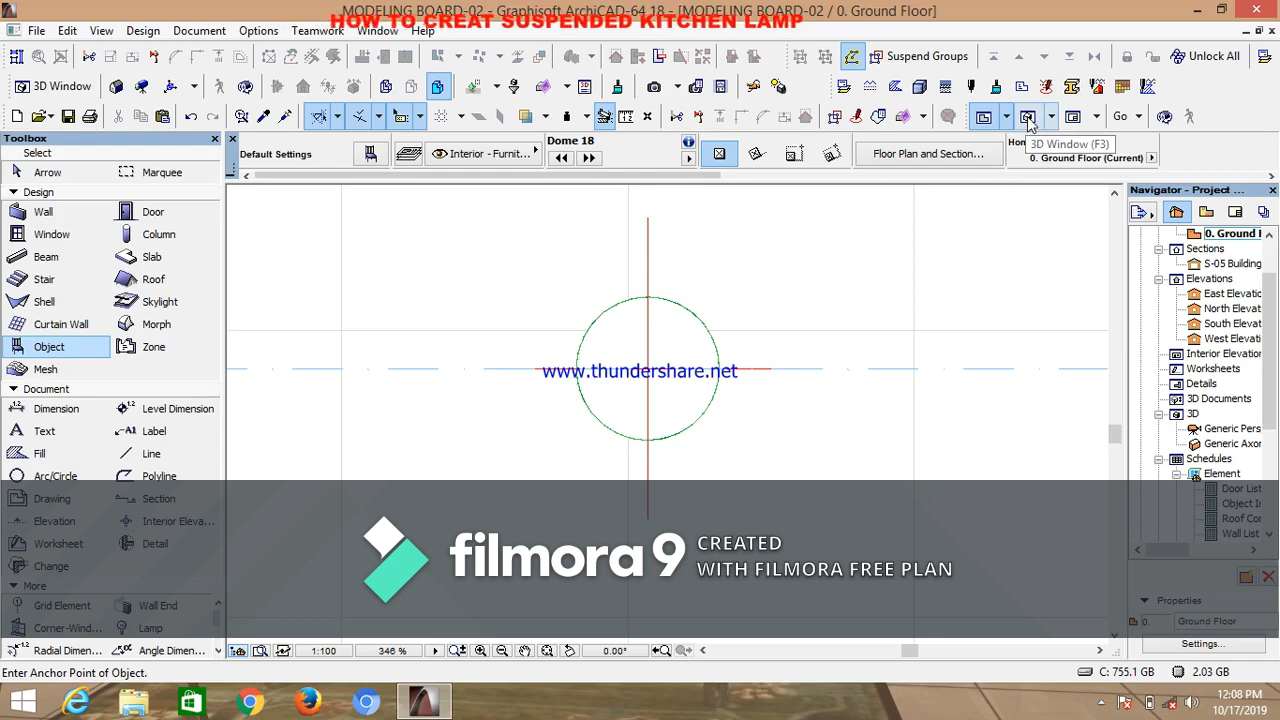 MODELING BOARD-02 - Graphisoft ArchiCAD-64 18 - [MODELING BOARD-02 / 0. Ground Floor]
HOW TO CREAT SUSPENDED KITCHEN LAMP
File Edit View Design Document Options Teamwork Window Help
Suspend Groups
Unlock All
3D Window
Go
3D Window (F3)
Toolbox
Default Settings
Interior - Furnit...
Dome 18
Floor Plan and Section...
0. Ground Floor (Current)
Select
Arrow Marquee
Design
Wall Door
Window Column
Beam Slab
Stair Roof
Shell Skylight
Curtain Wall Morph
Object Zone
Mesh
Document
Dimension Level Dimension
Text Label
Fill Line
Arc/Circle Polyline
Drawing Section
Elevation Interior Eleva...
Worksheet Detail
Change
More
Grid Element Wall End
Corner-Wind... Lamp
Radial Dimen... Angle Dimen...
www.thundershare.net
filmora9 CREATED
WITH FILMORA FREE PLAN
Navigator - Project ...
Sections
S-05 Building
Elevations
East Elevatio
North Elevat
South Elevat
West Elevati
Interior Elevation
Worksheets
Details
3D Documents
3D
Generic Pers
Generic Axon
Schedules
Element
Door List
Object In
Roof Con
Wall List
Properties
0. Ground Floor
Settings...
1:100
346 %
0.00°
Enter Anchor Point of Object.
C: 755.1 GB
2.03 GB
12:08 PM
10/17/2019